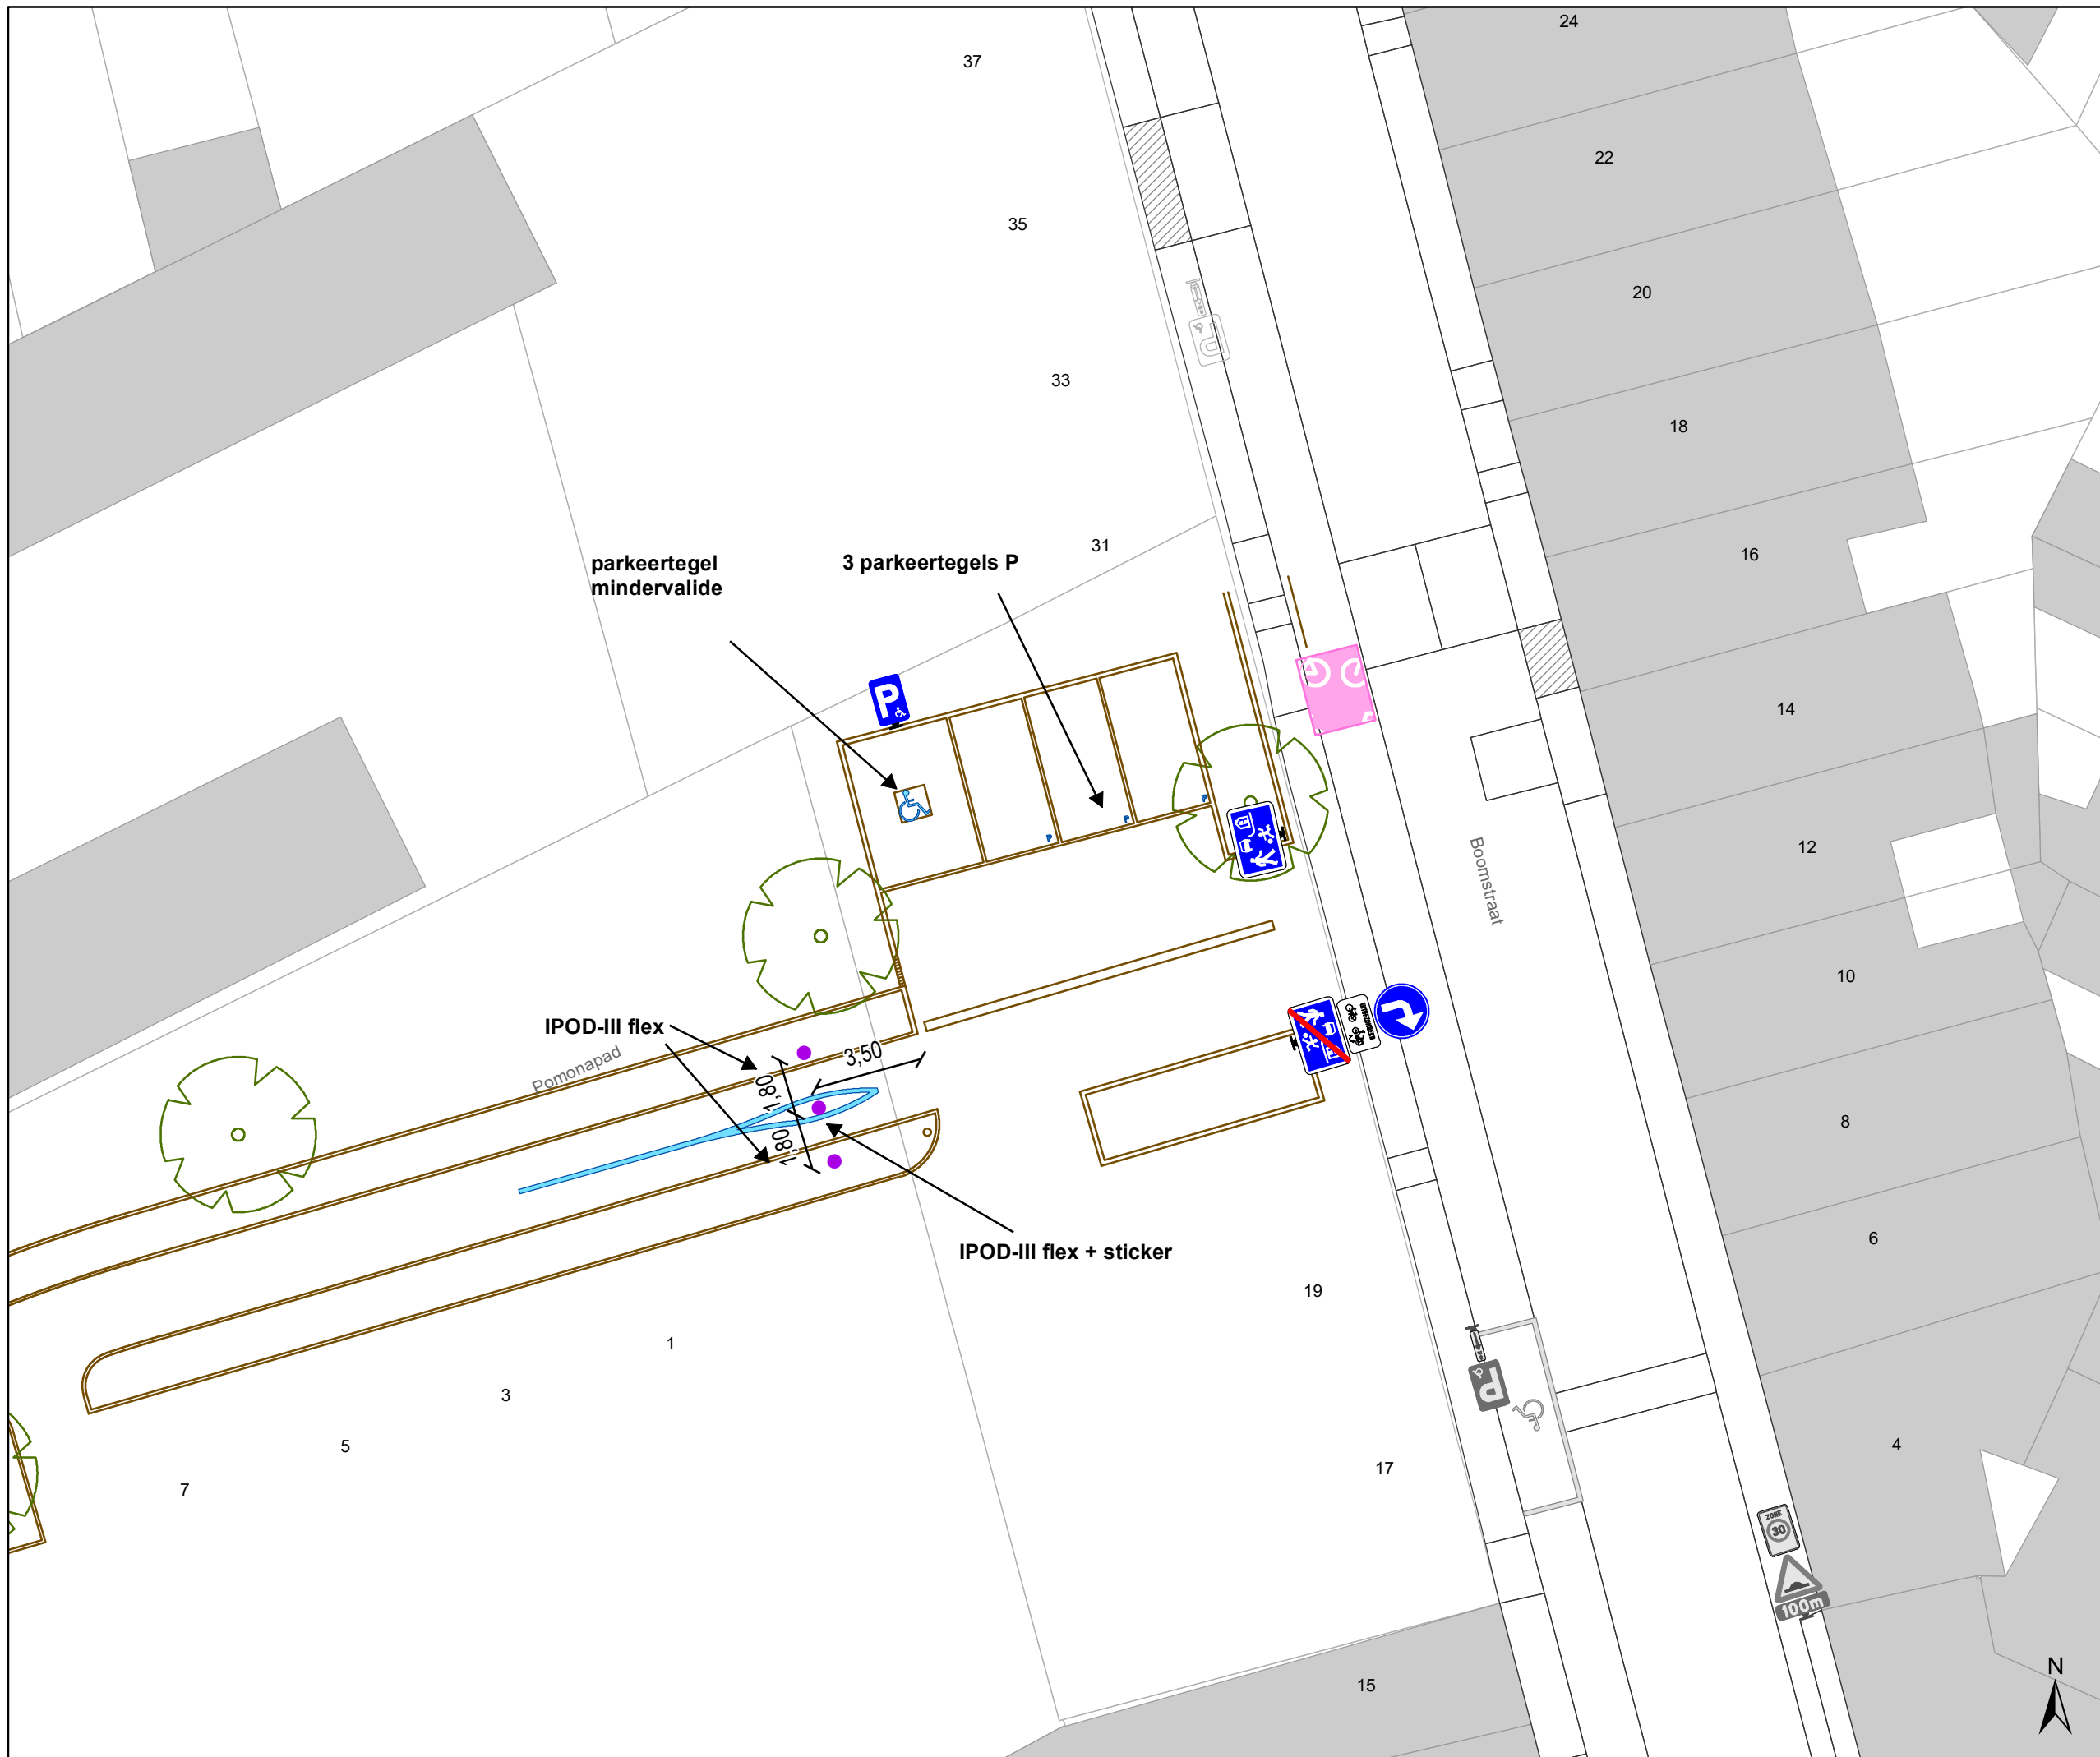 24
37
22
35
20
33
18
31
16
parkeertegel
mindervalide
3 parkeertegels P
P
14
P
P
P
12
Boomstraat
10
IPOD-III flex
Pomonapad
3,50
1,80
1,80
8
IPOD-III flex + sticker
6
19
1
P
3
5
4
17
7
ZONE
30
100m
N
15
P